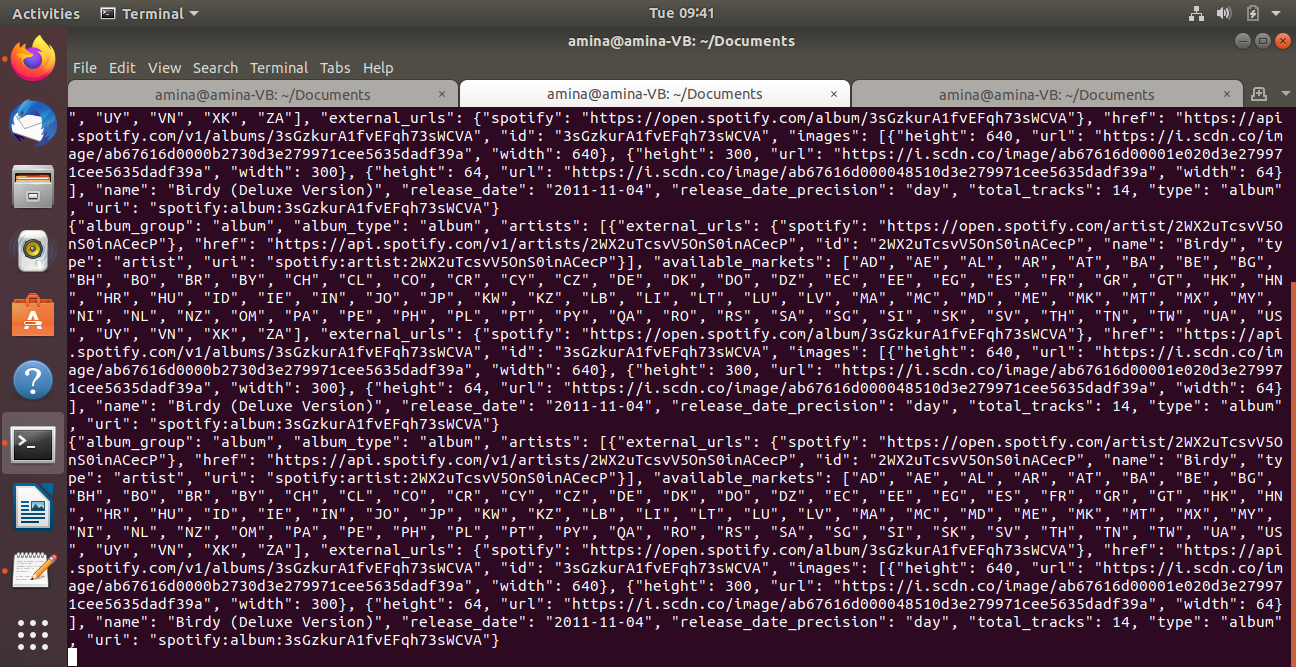 Activities Terminal Tue 09:41
amina@amina-VB: ~/Documents
File Edit View Search Terminal Tabs Help
amina@amina-VB: ~/Documents × amina@amina-VB: ~/Documents × amina@amina-VB: ~/Documents ×
", "UY", "VN", "XK", "ZA"], "external_urls": {"spotify": "https://open.spotify.com/album/3sGzkurA1fvEFqh73sWCVA"}, "href": "https://api
.spotify.com/v1/albums/3sGzkurA1fvEFqh73sWCVA", "id": "3sGzkurA1fvEFqh73sWCVA", "images": [{"height": 640, "url": "https://i.scdn.co/im
age/ab67616d0000b2730d3e279971cee5635dadf39a", "width": 640}, {"height": 300, "url": "https://i.scdn.co/image/ab67616d00001e020d3e27997
1cee5635dadf39a", "width": 300}, {"height": 64, "url": "https://i.scdn.co/image/ab67616d000048510d3e279971cee5635dadf39a", "width": 64}
], "name": "Birdy (Deluxe Version)", "release_date": "2011-11-04", "release_date_precision": "day", "total_tracks": 14, "type": "album"
, "uri": "spotify:album:3sGzkurA1fvEFqh73sWCVA"}
{"album_group": "album", "album_type": "album", "artists": [{"external_urls": {"spotify": "https://open.spotify.com/artist/2WX2uTcsvV5O
nS0inACecP"}, "href": "https://api.spotify.com/v1/artists/2WX2uTcsvV5OnS0inACecP", "id": "2WX2uTcsvV5OnS0inACecP", "name": "Birdy", "ty
pe": "artist", "uri": "spotify:artist:2WX2uTcsvV5OnS0inACecP"}], "available_markets": ["AD", "AE", "AL", "AR", "AT", "BA", "BE", "BG",
"BH", "BO", "BR", "BY", "CH", "CL", "CO", "CR", "CY", "CZ", "DE", "DK", "DO", "DZ", "EC", "EE", "EG", "ES", "FR", "GR", "GT", "HK", "HN
", "HR", "HU", "ID", "IE", "IN", "JO", "JP", "KW", "KZ", "LB", "LI", "LT", "LU", "LV", "MA", "MC", "MD", "ME", "MK", "MT", "MX", "MY",
"NI", "NL", "NZ", "OM", "PA", "PE", "PH", "PL", "PT", "PY", "QA", "RO", "RS", "SA", "SG", "SI", "SK", "SV", "TH", "TN", "TW", "UA", "US
", "UY", "VN", "XK", "ZA"], "external_urls": {"spotify": "https://open.spotify.com/album/3sGzkurA1fvEFqh73sWCVA"}, "href": "https://api
.spotify.com/v1/albums/3sGzkurA1fvEFqh73sWCVA", "id": "3sGzkurA1fvEFqh73sWCVA", "images": [{"height": 640, "url": "https://i.scdn.co/im
age/ab67616d0000b2730d3e279971cee5635dadf39a", "width": 640}, {"height": 300, "url": "https://i.scdn.co/image/ab67616d00001e020d3e27997
1cee5635dadf39a", "width": 300}, {"height": 64, "url": "https://i.scdn.co/image/ab67616d000048510d3e279971cee5635dadf39a", "width": 64}
], "name": "Birdy (Deluxe Version)", "release_date": "2011-11-04", "release_date_precision": "day", "total_tracks": 14, "type": "album"
, "uri": "spotify:album:3sGzkurA1fvEFqh73sWCVA"}
{"album_group": "album", "album_type": "album", "artists": [{"external_urls": {"spotify": "https://open.spotify.com/artist/2WX2uTcsvV5O
nS0inACecP"}, "href": "https://api.spotify.com/v1/artists/2WX2uTcsvV5OnS0inACecP", "id": "2WX2uTcsvV5OnS0inACecP", "name": "Birdy", "ty
pe": "artist", "uri": "spotify:artist:2WX2uTcsvV5OnS0inACecP"}], "available_markets": ["AD", "AE", "AL", "AR", "AT", "BA", "BE", "BG",
"BH", "BO", "BR", "BY", "CH", "CL", "CO", "CR", "CY", "CZ", "DE", "DK", "DO", "DZ", "EC", "EE", "EG", "ES", "FR", "GR", "GT", "HK", "HN
", "HR", "HU", "ID", "IE", "IN", "JO", "JP", "KW", "KZ", "LB", "LI", "LT", "LU", "LV", "MA", "MC", "MD", "ME", "MK", "MT", "MX", "MY",
"NI", "NL", "NZ", "OM", "PA", "PE", "PH", "PL", "PT", "PY", "QA", "RO", "RS", "SA", "SG", "SI", "SK", "SV", "TH", "TN", "TW", "UA", "US
", "UY", "VN", "XK", "ZA"], "external_urls": {"spotify": "https://open.spotify.com/album/3sGzkurA1fvEFqh73sWCVA"}, "href": "https://api
.spotify.com/v1/albums/3sGzkurA1fvEFqh73sWCVA", "id": "3sGzkurA1fvEFqh73sWCVA", "images": [{"height": 640, "url": "https://i.scdn.co/im
age/ab67616d0000b2730d3e279971cee5635dadf39a", "width": 640}, {"height": 300, "url": "https://i.scdn.co/image/ab67616d00001e020d3e27997
1cee5635dadf39a", "width": 300}, {"height": 64, "url": "https://i.scdn.co/image/ab67616d000048510d3e279971cee5635dadf39a", "width": 64}
], "name": "Birdy (Deluxe Version)", "release_date": "2011-11-04", "release_date_precision": "day", "total_tracks": 14, "type": "album"
, "uri": "spotify:album:3sGzkurA1fvEFqh73sWCVA"}